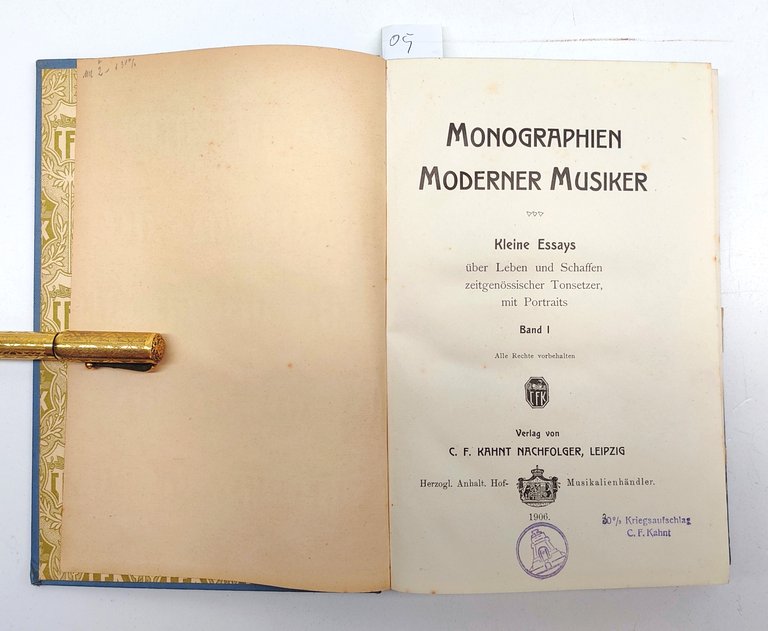 09
MONOGRAPHIEN
MODERNER MUSIKER
Kleine Essays
über Leben und Schaffen
zeitgenössischer Tonsetzer,
mit Portraits
Band I
Alle Rechte vorbehalten
CFK
Verlag von
C. F. KAHNT NACHFOLGER, LEIPZIG
Herzogl. Anhalt. Hof- Musikalienhändler.
1906.
30% Kriegsaufschlag
C. F. Kahnt